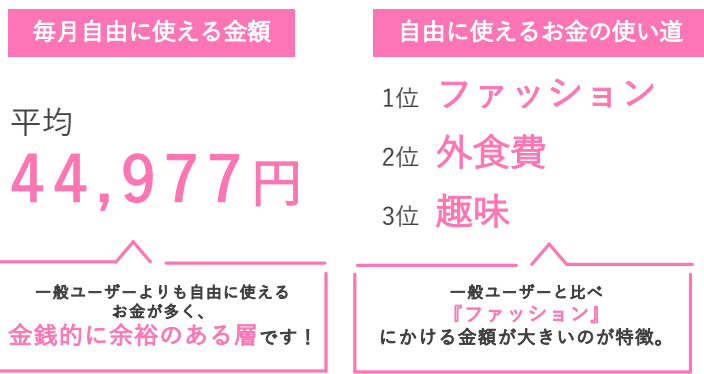 毎月自由に使える金額
平均
44,977円
一般ユーザーよりも自由に使える
お金が多く、
金銭的に余裕のある層です！
自由に使えるお金の使い道
1位 ファッション
2位 外食費
3位 趣味
一般ユーザーと比べ
『ファッション』
にかける金額が大きいのが特徴。